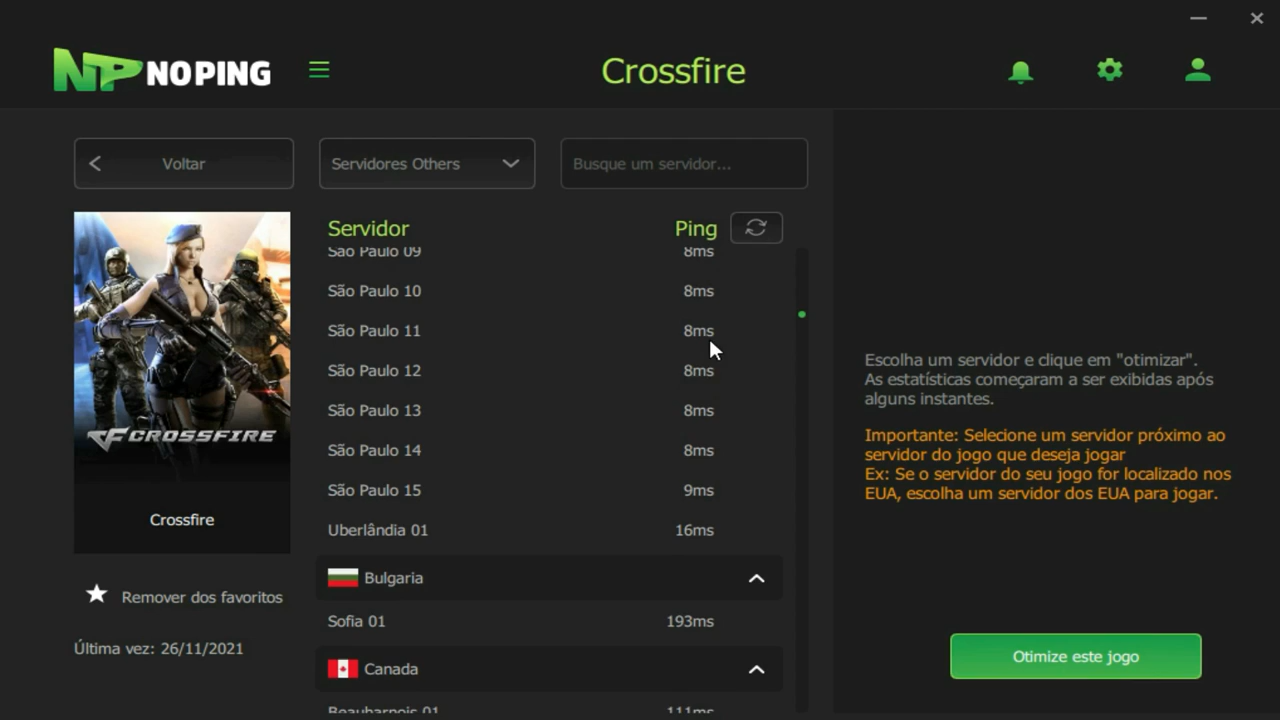 NP NOPING
Crossfire
Voltar
Servidores Others
Busque um servidor...
Servidor Ping
São Paulo 09 8ms
São Paulo 10 8ms
São Paulo 11 8ms
São Paulo 12 8ms
São Paulo 13 8ms
São Paulo 14 8ms
São Paulo 15 9ms
Uberlândia 01 16ms
Bulgaria
Sofia 01 193ms
Canada
Beauharnois 01 111ms
CF CROSSFIRE
Crossfire
Remover dos favoritos
Última vez: 26/11/2021
Escolha um servidor e clique em "otimizar".
As estatísticas começaram a ser exibidas após
alguns instantes.
Importante: Selecione um servidor próximo ao
servidor do jogo que deseja jogar
Ex: Se o servidor do seu jogo for localizado nos
EUA, escolha um servidor dos EUA para jogar.
Otimize este jogo